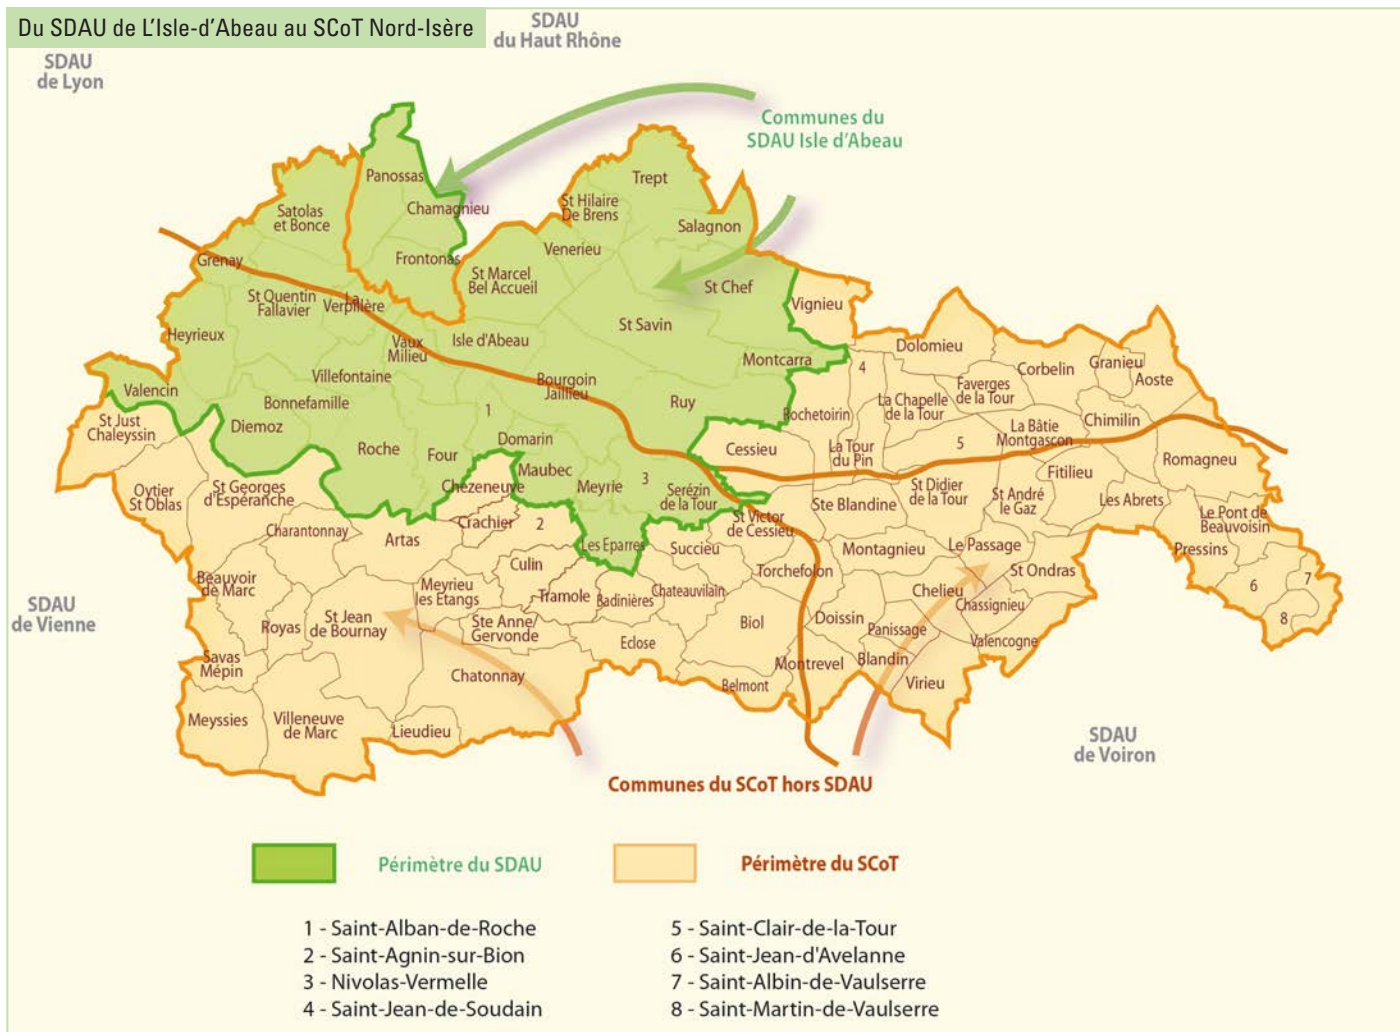 Du SDAU de L'Isle-d'Abeau au SCoT Nord-Isère
SDAU
du Haut Rhône
SDAU
de Lyon
Communes du
SDAU Isle d'Abeau
Panossas
Trept
Chamagnieu
St Hilaire
De Brens
Satolas
et Bonce
Salagnon
Venerieu
Grenay
Frontonas
St Marcel
Bel Accueil
St Chef
Vignieu
St Quentin
Fallavier
La
Verpilière
St Savin
Heyrieux
Vaux
Milieu
Isle d'Abeau
Dolomieu
Montcarra
4
Corbelin
Granieu
Aoste
Villefontaine
Bourgoin
Jaillieu
Faverges
de la Tour
Valencin
Bonnefamille
1
Ruy
Rochetoirin
La Chapelle
de la Tour
Chimilin
St Just
Chaleyssin
Diemoz
Domarin
La Bâtie
Montgascon
Roche
Four
Cessieu
La Tour
du Pin
5
Romagneu
Maubec
Fitilieu
Meyrie
3
Chezeneuve
Serézin
de la Tour
St Georges
d'Esperanche
Oytier
St Oblas
Ste Blandine
St Didier
de la Tour
St André
le Gaz
Les Abrets
Le Pont de
Beauvoisin
Crachier
2
St Victor
de Cessieu
Charantonnay
Artas
Les Eparres
Succieu
Montagnieu
Le Passage
Pressins
Culin
Torchefolon
St Ondras
Beauvoir
de Marc
Meyrieu
les Etangs
Tramole
Badinières
Chateauvilain
Chelieu
Chassignieu
6
7
8
SDAU
de Vienne
St Jean
de Bournay
Royas
Ste Anne/
Gervonde
Biol
Doissin
Panissage
Valencogne
Eclose
Savas
Mépin
Chatonnay
Montrevel
Blandin
Belmont
Virieu
Meyssies
Villeneuve
de Marc
Lieudieu
SDAU
de Voiron
Communes du SCoT hors SDAU
Périmètre du SDAU
Périmètre du SCoT
1 - Saint-Alban-de-Roche
2 - Saint-Agnin-sur-Bion
3 - Nivolas-Vermelle
4 - Saint-Jean-de-Soudain
5 - Saint-Clair-de-la-Tour
6 - Saint-Jean-d'Avelanne
7 - Saint-Albin-de-Vaulserre
8 - Saint-Martin-de-Vaulserre